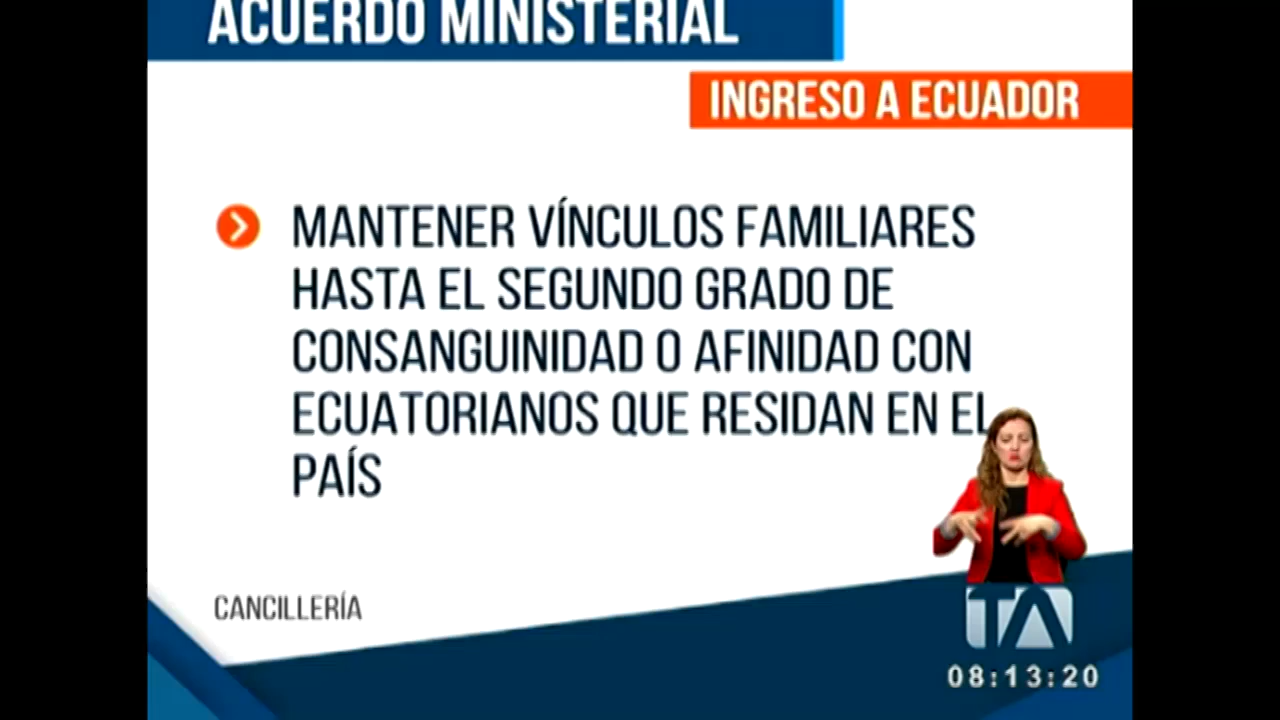 ACUERDO MINISTERIAL
INGRESO A ECUADOR
MANTENER VÍNCULOS FAMILIARES
HASTA EL SEGUNDO GRADO DE
CONSANGUINIDAD O AFINIDAD CON
ECUATORIANOS QUE RESIDAN EN EL
PAÍS
CANCILLERÍA
TA
08:13:20